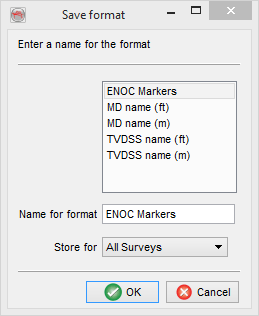 Save format
Enter a name for the format
ENOC Markers
MD name (ft)
MD name (m)
TVDSS name (ft)
TVDSS name (m)
Name for format ENOC Markers
Store for All Surveys
OK Cancel